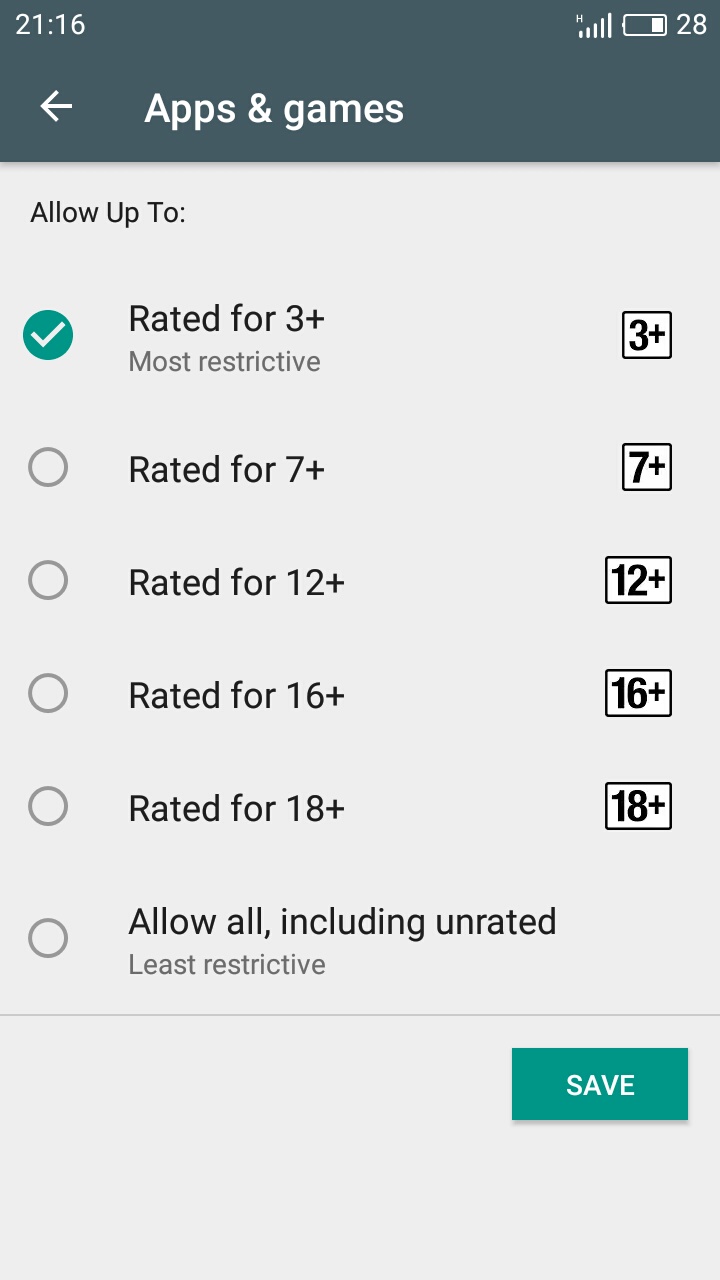 21:16
H
28
Apps & games
Allow Up To:
Rated for 3+
3+
Most restrictive
Rated for 7+
7+
Rated for 12+
12+
Rated for 16+
16+
Rated for 18+
18+
Allow all, including unrated
Least restrictive
SAVE